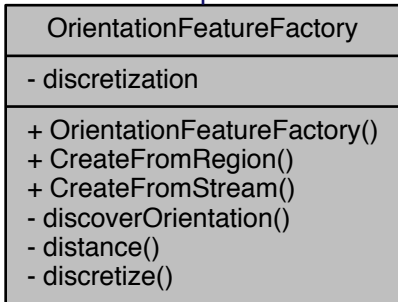 OrientationFeatureFactory
- discretization
+ OrientationFeatureFactory()
+ CreateFromRegion()
+ CreateFromStream()
- discoverOrientation()
- distance()
- discretize()